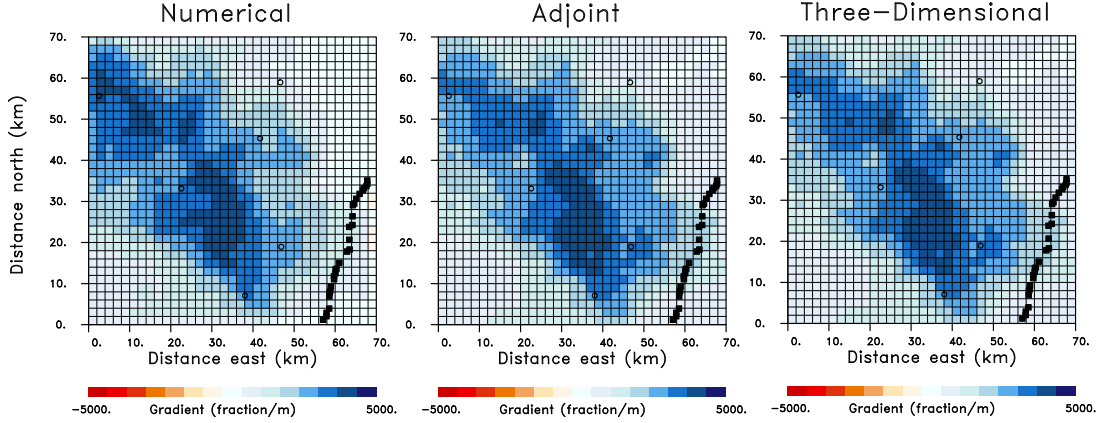 Numerical
Adjoint
Three-Dimensional
70.
60.
50.
40.
30.
20.
10.
0.
Distance north (km)
0. 10. 20. 30. 40. 50. 60. 70.
Distance east (km)
-5000. Gradient (fraction/m) 5000.
70.
60.
50.
40.
30.
20.
10.
0.
0. 10. 20. 30. 40. 50. 60. 70.
Distance east (km)
-5000. Gradient (fraction/m) 5000.
70.
60.
50.
40.
30.
20.
10.
0.
0. 10. 20. 30. 40. 50. 60. 70.
Distance east (km)
-5000. Gradient (fraction/m) 5000.